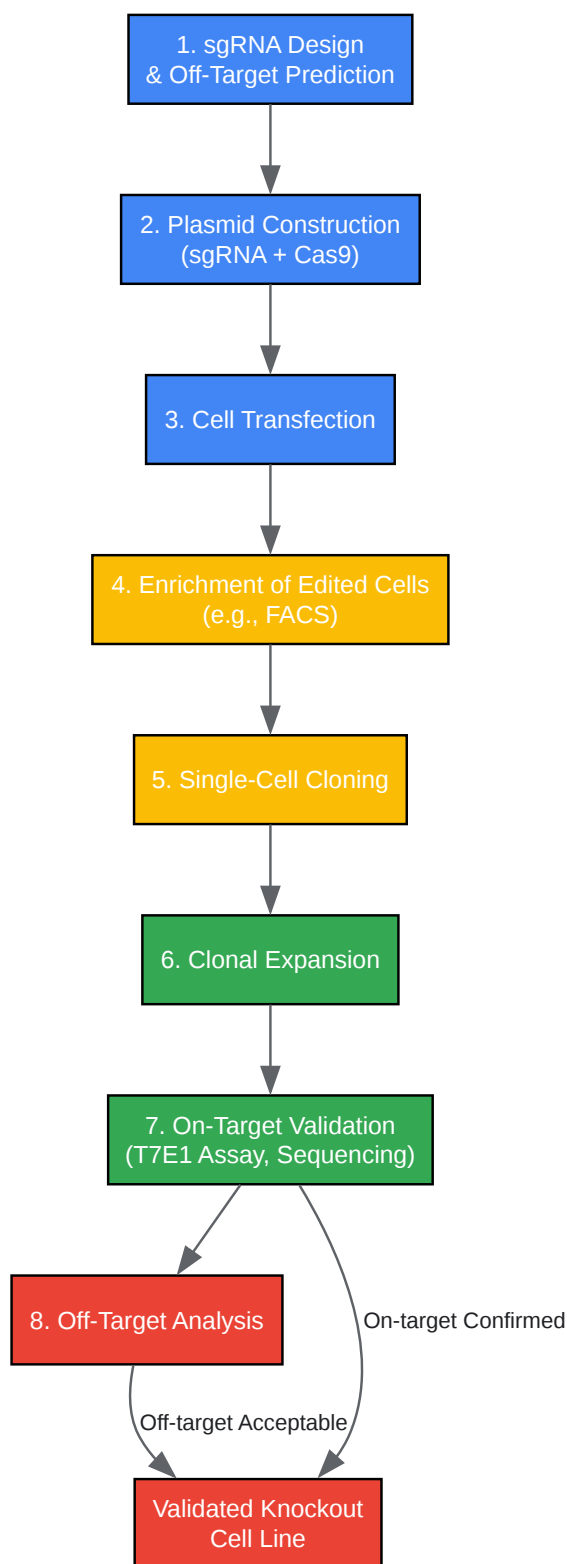 1. sgRNA Design
& Off-Target Prediction
2. Plasmid Construction
(sgRNA + Cas9)
3. Cell Transfection
4. Enrichment of Edited Cells
(e.g., FACS)
5. Single-Cell Cloning
6. Clonal Expansion
7. On-Target Validation
(T7E1 Assay, Sequencing)
8. Off-Target Analysis
On-target Confirmed
Off-target Acceptable
Validated Knockout
Cell Line